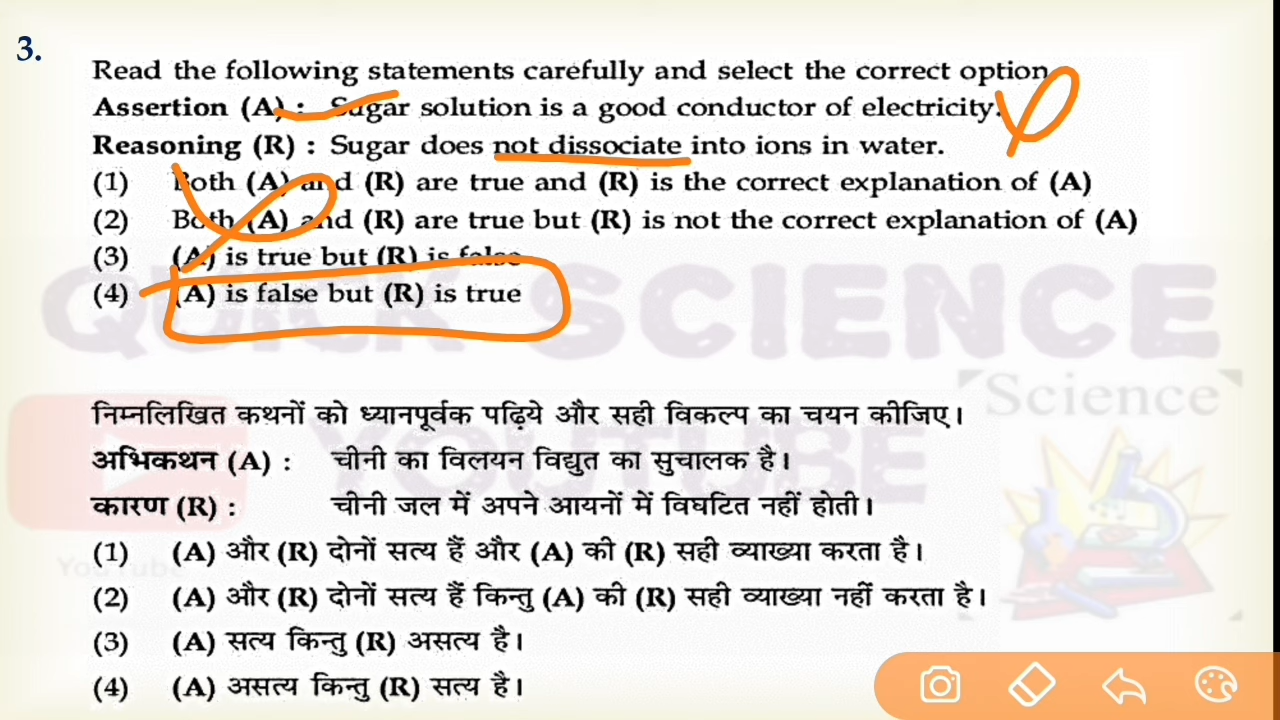 3.
Read the following statements carefully and select the correct option
Assertion (A) : Sugar solution is a good conductor of electricity.
Reasoning (R) : Sugar does not dissociate into ions in water.
(1) Both (A) and (R) are true and (R) is the correct explanation of (A)
(2) Both (A) and (R) are true but (R) is not the correct explanation of (A)
(3) (A) is true but (R) is false
(4) (A) is false but (R) is true
QUICK SCIENCE
Science
YOUTUBE
YouTube
निम्नलिखित कथनों को ध्यानपूर्वक पढ़िये और सही विकल्प का चयन कीजिए।
अभिकथन (A) : चीनी का विलयन विद्युत का सुचालक है।
कारण (R) : चीनी जल में अपने आयनों में विघटित नहीं होती।
(1) (A) और (R) दोनों सत्य हैं और (A) की (R) सही व्याख्या करता है।
(2) (A) और (R) दोनों सत्य हैं किन्तु (A) की (R) सही व्याख्या नहीं करता है।
(3) (A) सत्य किन्तु (R) असत्य है।
(4) (A) असत्य किन्तु (R) सत्य है।